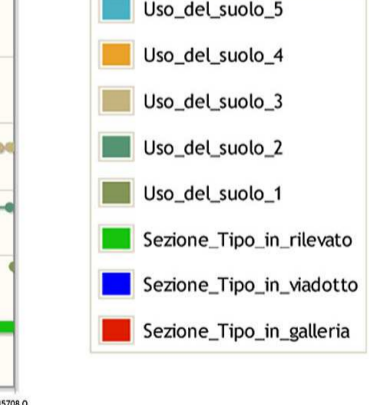 Uso_del_suolo_5
Uso_del_suolo_4
Uso_del_suolo_3
Uso_del_suolo_2
Uso_del_suolo_1
Sezione_Tipo_in_rilevato
Sezione_Tipo_in_viadotto
Sezione_Tipo_in_galleria